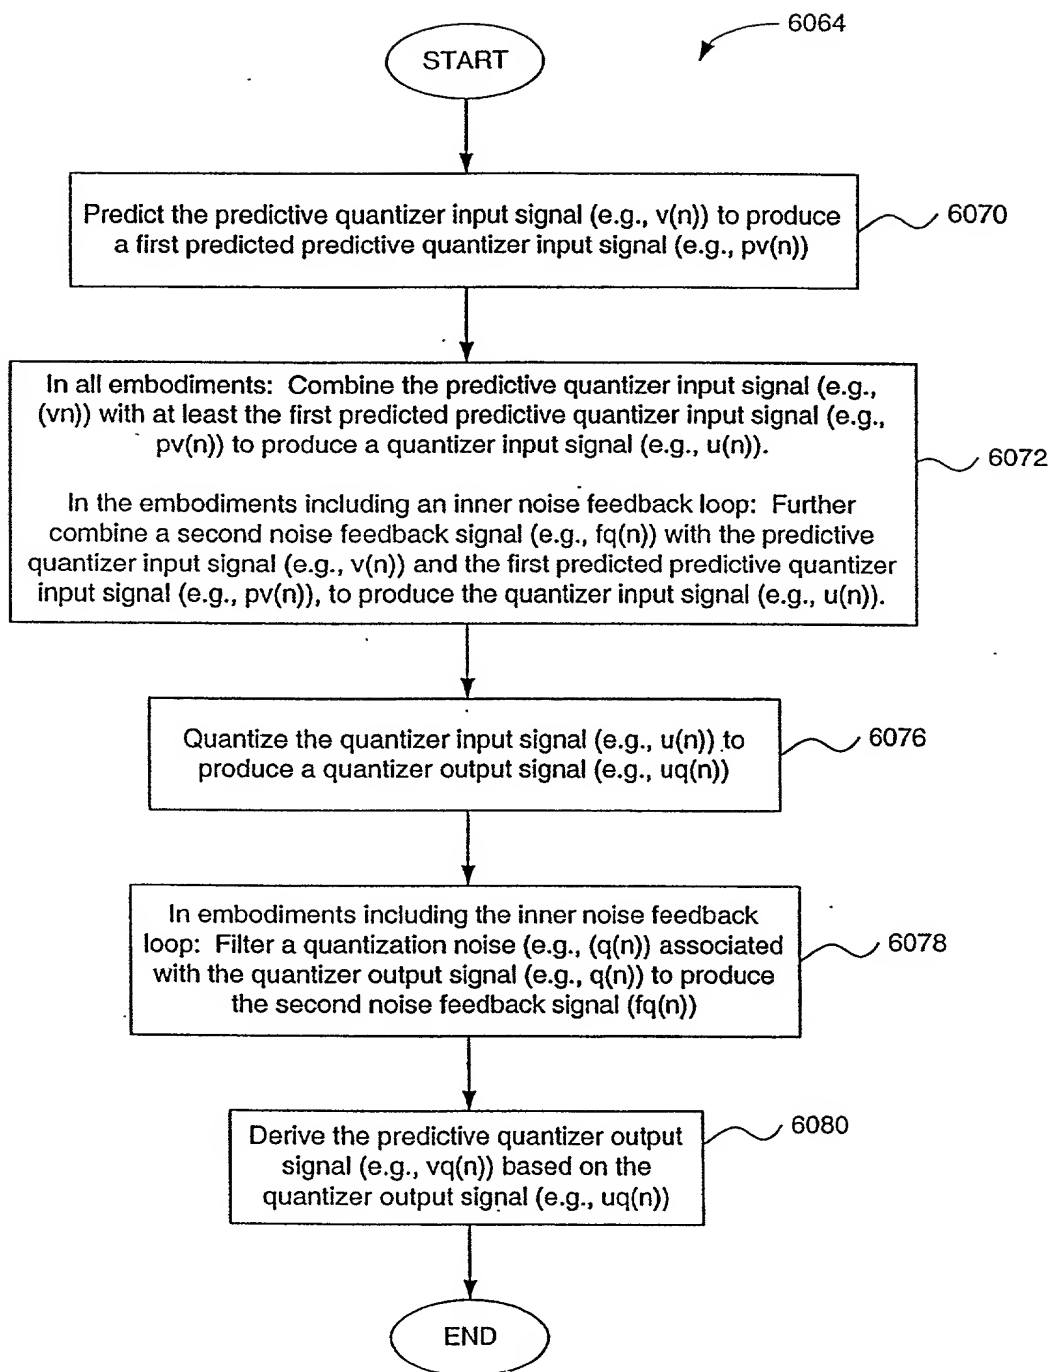 6064
START
Predict the predictive quantizer input signal (e.g., v(n)) to produce
a first predicted predictive quantizer input signal (e.g., pv(n))
6070
In all embodiments: Combine the predictive quantizer input signal (e.g.,
(vn)) with at least the first predicted predictive quantizer input signal (e.g.,
pv(n)) to produce a quantizer input signal (e.g., u(n)).
In the embodiments including an inner noise feedback loop: Further
combine a second noise feedback signal (e.g., fq(n)) with the predictive
quantizer input signal (e.g., v(n)) and the first predicted predictive quantizer
input signal (e.g., pv(n)), to produce the quantizer input signal (e.g., u(n)).
6072
Quantize the quantizer input signal (e.g., u(n)) to
produce a quantizer output signal (e.g., uq(n))
6076
In embodiments including the inner noise feedback
loop: Filter a quantization noise (e.g., (q(n)) associated
with the quantizer output signal (e.g., q(n)) to produce
the second noise feedback signal (fq(n))
6078
Derive the predictive quantizer output
signal (e.g., vq(n)) based on the
quantizer output signal (e.g., uq(n))
6080
END